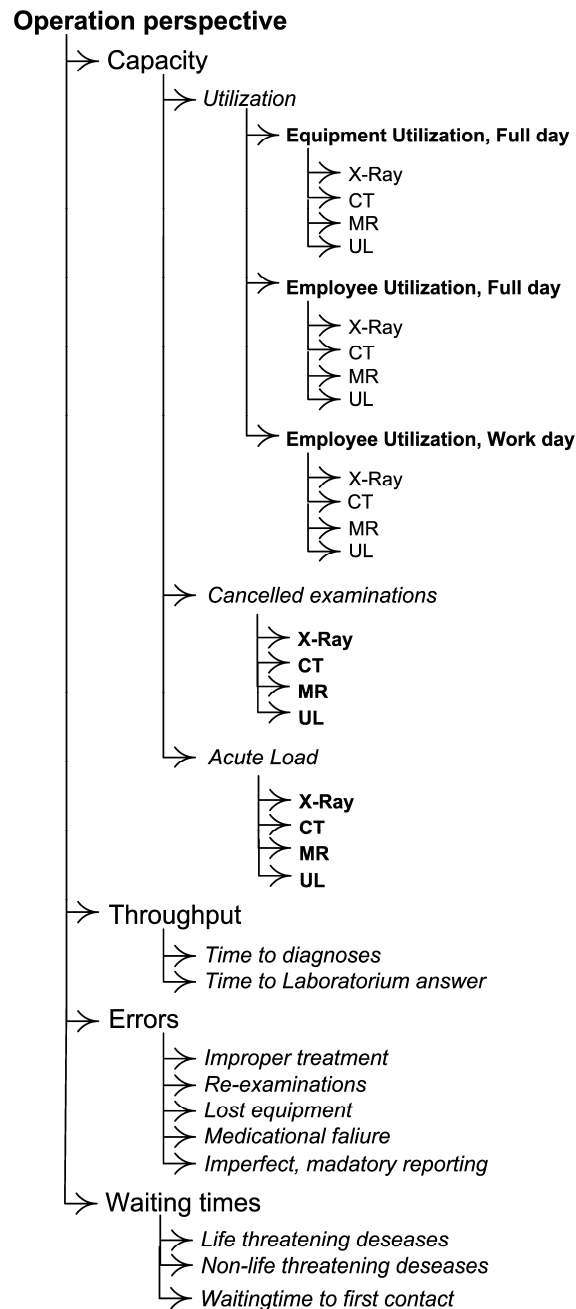 Operation perspective
Capacity
Utilization
Equipment Utilization, Full day
X-Ray
CT
MR
UL
Employee Utilization, Full day
X-Ray
CT
MR
UL
Employee Utilization, Work day
X-Ray
CT
MR
UL
Cancelled examinations
X-Ray
CT
MR
UL
Acute Load
X-Ray
CT
MR
UL
Throughput
Time to diagnoses
Time to Laboratorium answer
Errors
Improper treatment
Re-examinations
Lost equipment
Medicational faliure
Imperfect, madatory reporting
Waiting times
Life threatening deseases
Non-life threatening deseases
Waitingtime to first contact